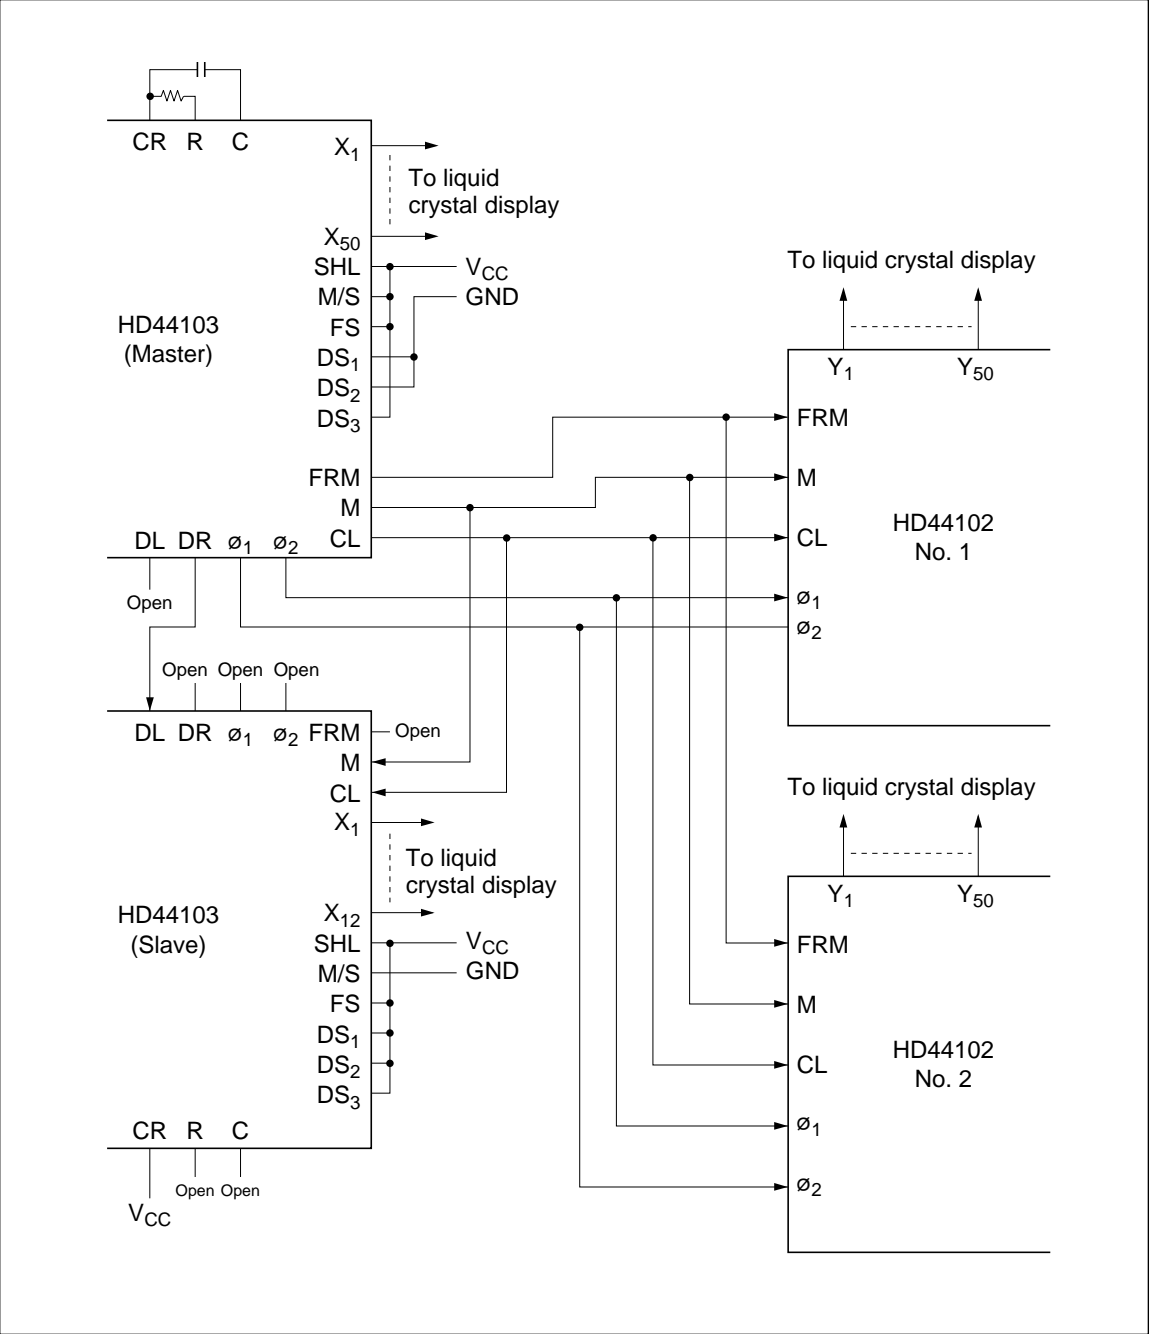 CR R C
X1
To liquid
crystal display
X50
SHL VCC
M/S GND
FS
DS1
DS2
DS3
HD44103
(Master)
FRM
M
CL
DL DR ø1 ø2
Open
To liquid crystal display
Y1 Y50
FRM
M
CL
ø1
ø2
HD44102
No. 1
Open Open Open
DL DR ø1 ø2 FRM Open
M
CL
X1
To liquid
crystal display
X12
SHL VCC
M/S GND
FS
DS1
DS2
DS3
HD44103
(Slave)
CR R C
Open Open
VCC
To liquid crystal display
Y1 Y50
FRM
M
CL
ø1
ø2
HD44102
No. 2